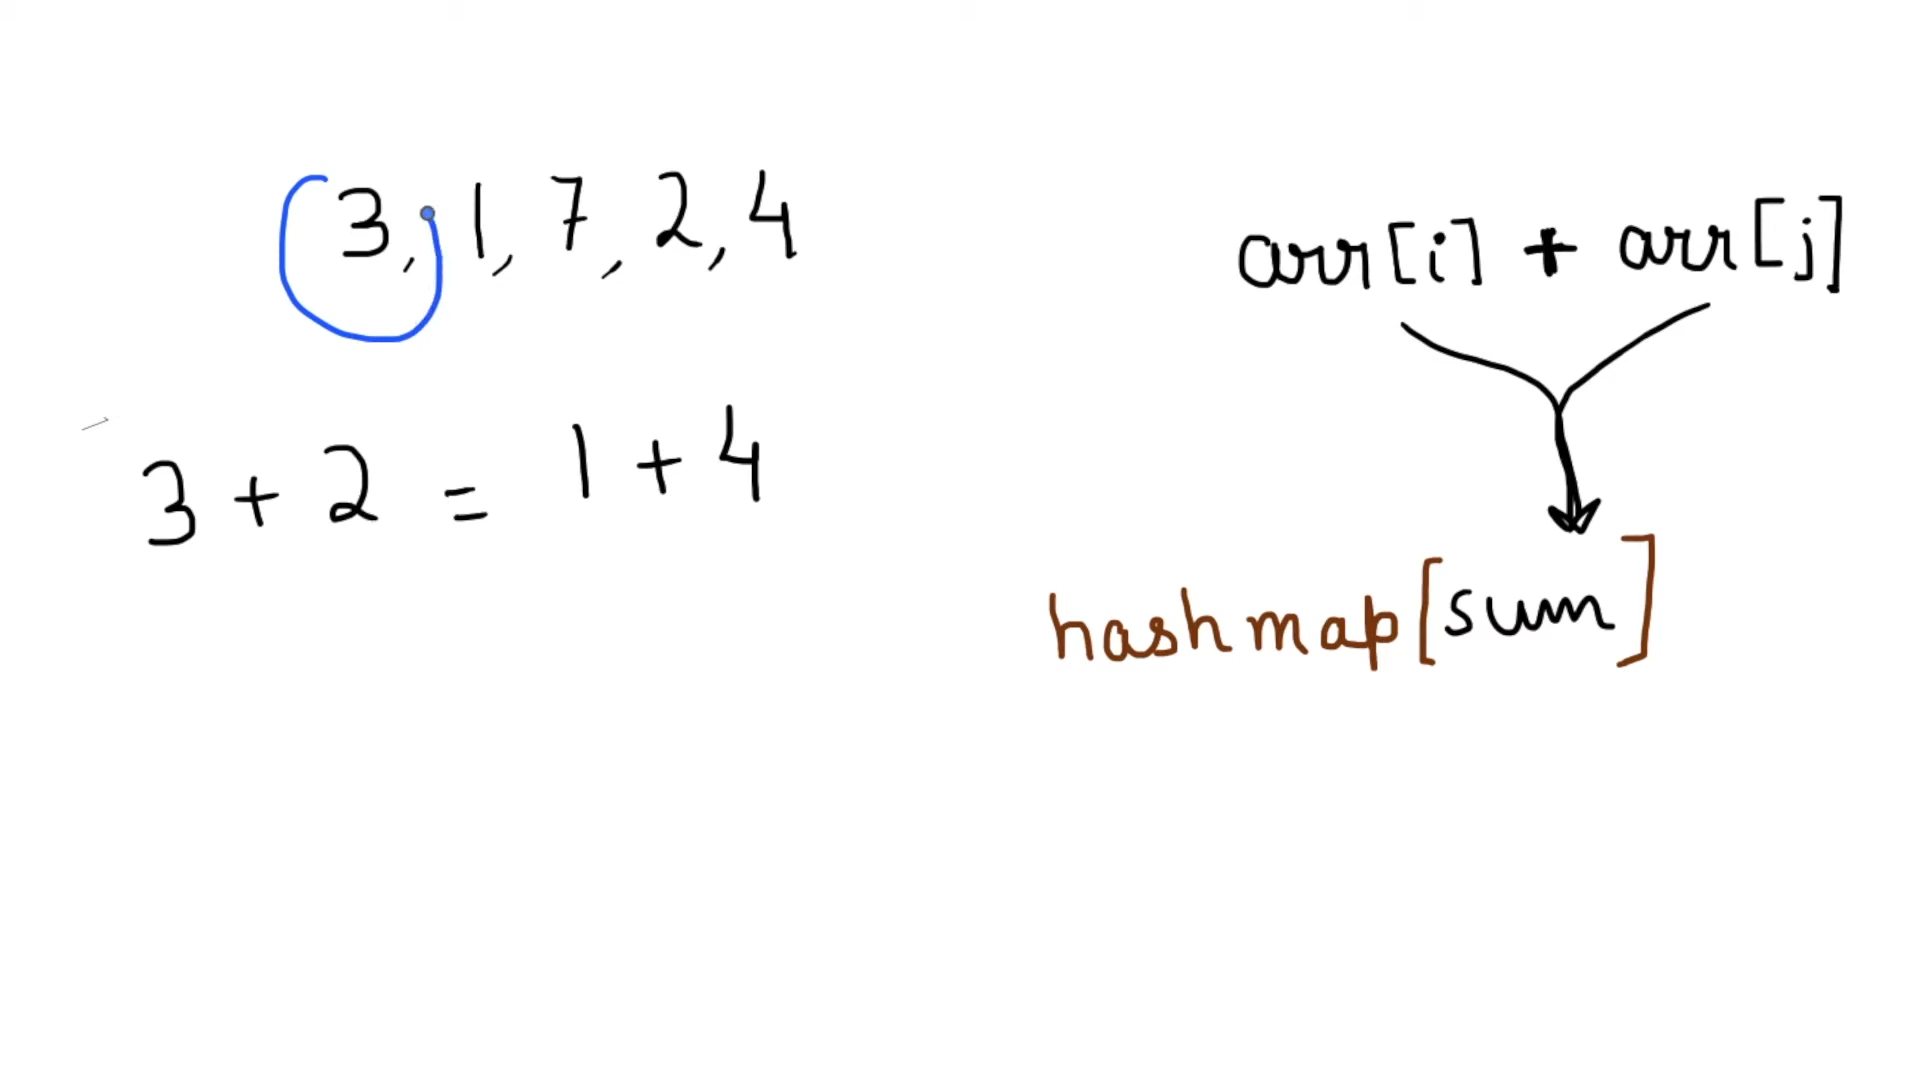 3, 1, 7, 2, 4
arr[i] + arr[j]
3 + 2 = 1 + 4
hashmap[sum]